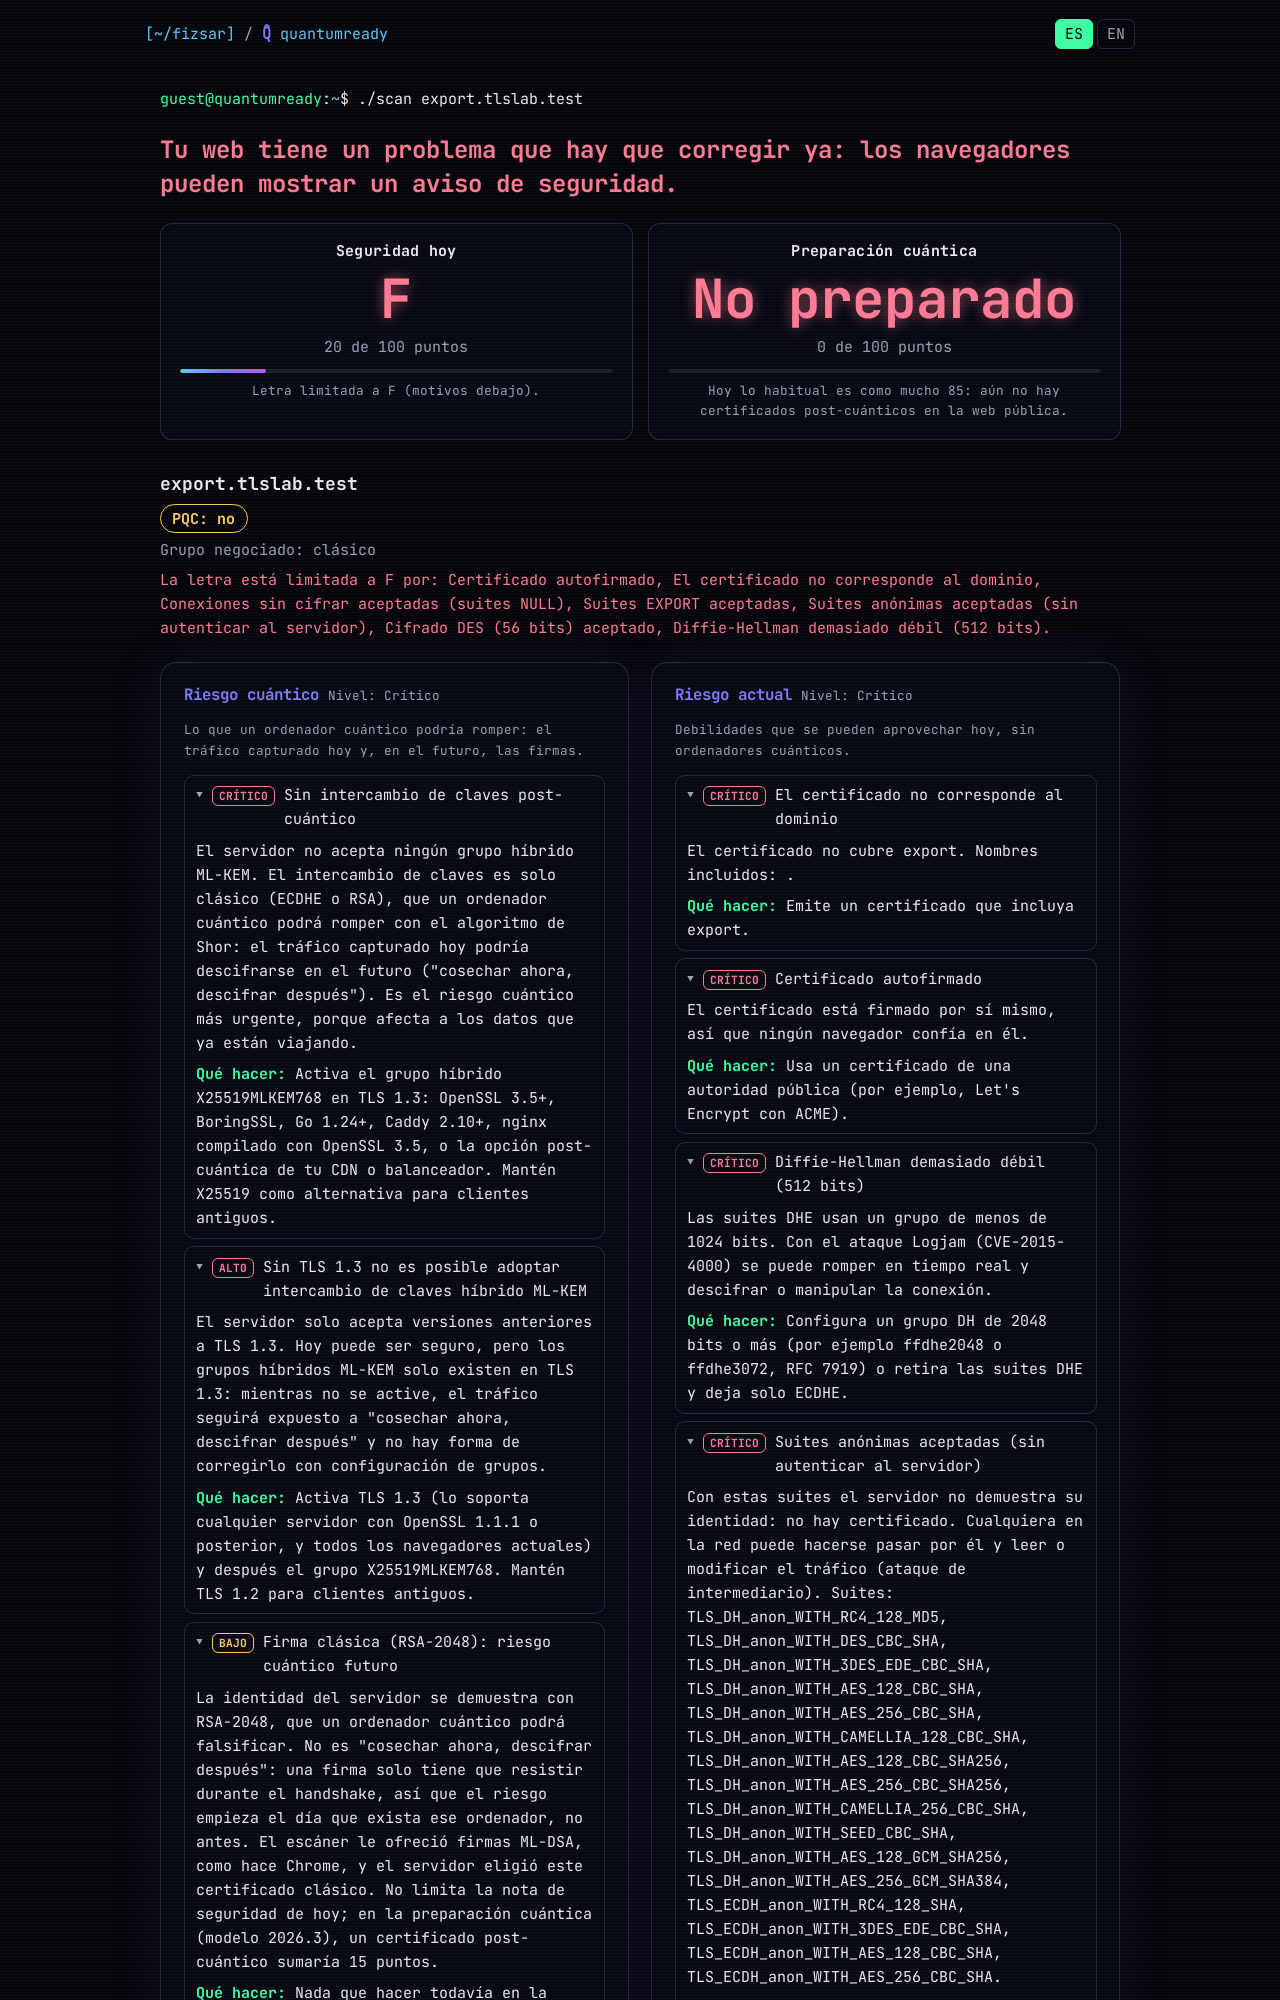 [~/fizsar] / Q quantumready
ES EN
guest@quantumready:~$ ./scan export.tlslab.test
Tu web tiene un problema que hay que corregir ya: los navegadores
pueden mostrar un aviso de seguridad.
Seguridad hoy
F
20 de 100 puntos
Letra limitada a F (motivos debajo).
Preparación cuántica
No preparado
0 de 100 puntos
Hoy lo habitual es como mucho 85: aún no hay
certificados post-cuánticos en la web pública.
export.tlslab.test
PQC: no
Grupo negociado: clásico
La letra está limitada a F por: Certificado autofirmado, El certificado no corresponde al dominio,
Conexiones sin cifrar aceptadas (suites NULL), Suites EXPORT aceptadas, Suites anónimas aceptadas (sin
autenticar al servidor), Cifrado DES (56 bits) aceptado, Diffie-Hellman demasiado débil (512 bits).
Riesgo cuántico Nivel: Crítico
Lo que un ordenador cuántico podría romper: el
tráfico capturado hoy y, en el futuro, las firmas.
▾ CRÍTICO Sin intercambio de claves post-
cuántico
El servidor no acepta ningún grupo híbrido
ML-KEM. El intercambio de claves es solo
clásico (ECDHE o RSA), que un ordenador
cuántico podrá romper con el algoritmo de
Shor: el tráfico capturado hoy podría
descifrarse en el futuro ("cosechar ahora,
descifrar después"). Es el riesgo cuántico
más urgente, porque afecta a los datos que
ya están viajando.
Qué hacer: Activa el grupo híbrido
X25519MLKEM768 en TLS 1.3: OpenSSL 3.5+,
BoringSSL, Go 1.24+, Caddy 2.10+, nginx
compilado con OpenSSL 3.5, o la opción post-
cuántica de tu CDN o balanceador. Mantén
X25519 como alternativa para clientes
antiguos.
▾ ALTO Sin TLS 1.3 no es posible adoptar
intercambio de claves híbrido ML-KEM
El servidor solo acepta versiones anteriores
a TLS 1.3. Hoy puede ser seguro, pero los
grupos híbridos ML-KEM solo existen en TLS
1.3: mientras no se active, el tráfico
seguirá expuesto a "cosechar ahora,
descifrar después" y no hay forma de
corregirlo con configuración de grupos.
Qué hacer: Activa TLS 1.3 (lo soporta
cualquier servidor con OpenSSL 1.1.1 o
posterior, y todos los navegadores actuales)
y después el grupo X25519MLKEM768. Mantén
TLS 1.2 para clientes antiguos.
▾ BAJO Firma clásica (RSA-2048): riesgo
cuántico futuro
La identidad del servidor se demuestra con
RSA-2048, que un ordenador cuántico podrá
falsificar. No es "cosechar ahora, descifrar
después": una firma solo tiene que resistir
durante el handshake, así que el riesgo
empieza el día que exista ese ordenador, no
antes. El escáner le ofreció firmas ML-DSA,
como hace Chrome, y el servidor eligió este
certificado clásico. No limita la nota de
seguridad de hoy; en la preparación cuántica
(modelo 2026.3), un certificado post-
cuántico sumaría 15 puntos.
Qué hacer: Nada que hacer todavía en la
Riesgo actual Nivel: Crítico
Debilidades que se pueden aprovechar hoy, sin
ordenadores cuánticos.
▾ CRÍTICO El certificado no corresponde al
dominio
El certificado no cubre export. Nombres
incluidos: .
Qué hacer: Emite un certificado que incluya
export.
▾ CRÍTICO Certificado autofirmado
El certificado está firmado por sí mismo,
así que ningún navegador confía en él.
Qué hacer: Usa un certificado de una
autoridad pública (por ejemplo, Let's
Encrypt con ACME).
▾ CRÍTICO Diffie-Hellman demasiado débil
(512 bits)
Las suites DHE usan un grupo de menos de
1024 bits. Con el ataque Logjam (CVE-2015-
4000) se puede romper en tiempo real y
descifrar o manipular la conexión.
Qué hacer: Configura un grupo DH de 2048
bits o más (por ejemplo ffdhe2048 o
ffdhe3072, RFC 7919) o retira las suites DHE
y deja solo ECDHE.
▾ CRÍTICO Suites anónimas aceptadas (sin
autenticar al servidor)
Con estas suites el servidor no demuestra su
identidad: no hay certificado. Cualquiera en
la red puede hacerse pasar por él y leer o
modificar el tráfico (ataque de
intermediario). Suites:
TLS_DH_anon_WITH_RC4_128_MD5,
TLS_DH_anon_WITH_DES_CBC_SHA,
TLS_DH_anon_WITH_3DES_EDE_CBC_SHA,
TLS_DH_anon_WITH_AES_128_CBC_SHA,
TLS_DH_anon_WITH_AES_256_CBC_SHA,
TLS_DH_anon_WITH_CAMELLIA_128_CBC_SHA,
TLS_DH_anon_WITH_AES_128_CBC_SHA256,
TLS_DH_anon_WITH_AES_256_CBC_SHA256,
TLS_DH_anon_WITH_CAMELLIA_256_CBC_SHA,
TLS_DH_anon_WITH_SEED_CBC_SHA,
TLS_DH_anon_WITH_AES_128_GCM_SHA256,
TLS_DH_anon_WITH_AES_256_GCM_SHA384,
TLS_ECDH_anon_WITH_RC4_128_SHA,
TLS_ECDH_anon_WITH_3DES_EDE_CBC_SHA,
TLS_ECDH_anon_WITH_AES_128_CBC_SHA,
TLS_ECDH_anon_WITH_AES_256_CBC_SHA.